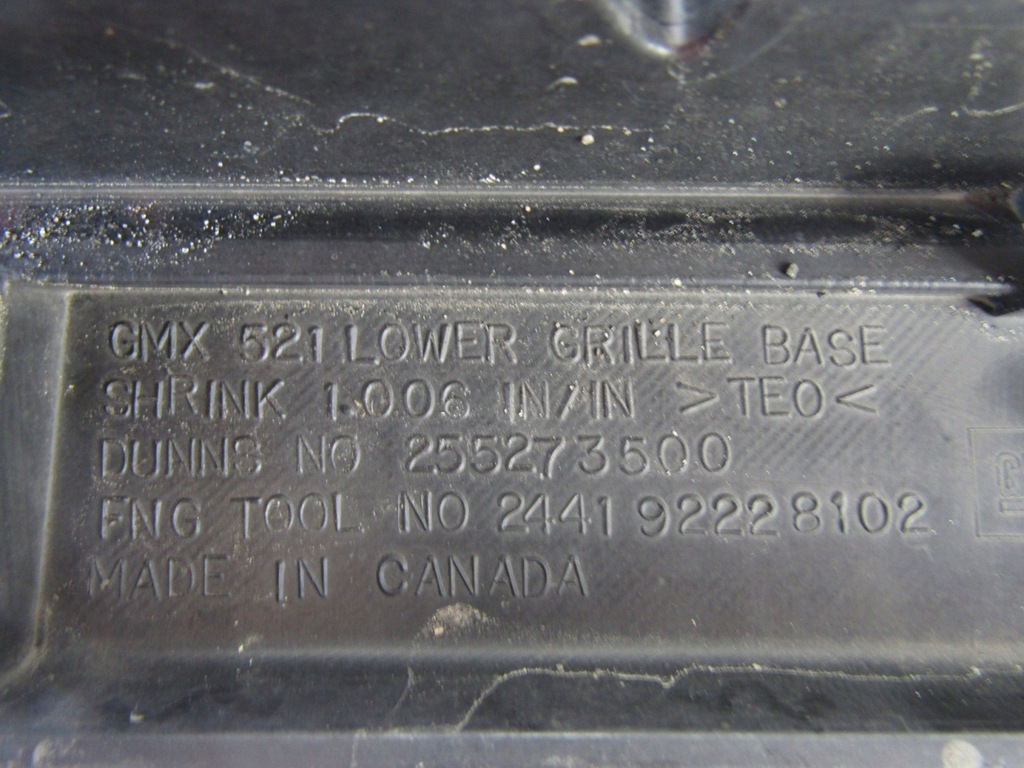 GMX 521 LOWER GRILLE BASE
SHRINK 1.006 IN/IN >TEO<
DUNNS NO 255273500
ENG TOOL NO 2441 92228102
MADE IN CANADA